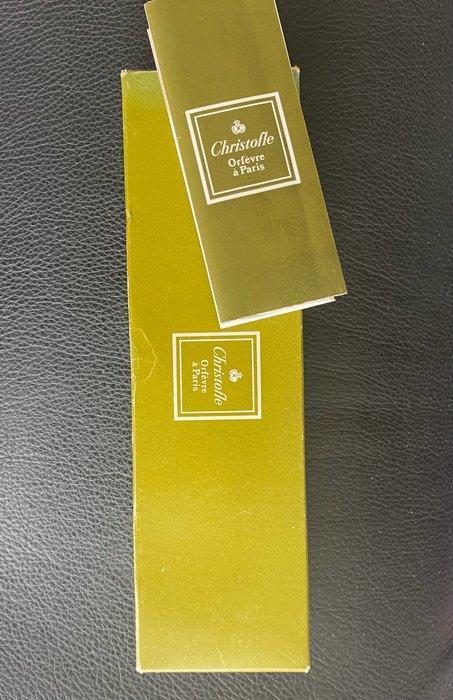 Christofle
Orfèvre
à Paris
Christofle
Orfèvre
à Paris